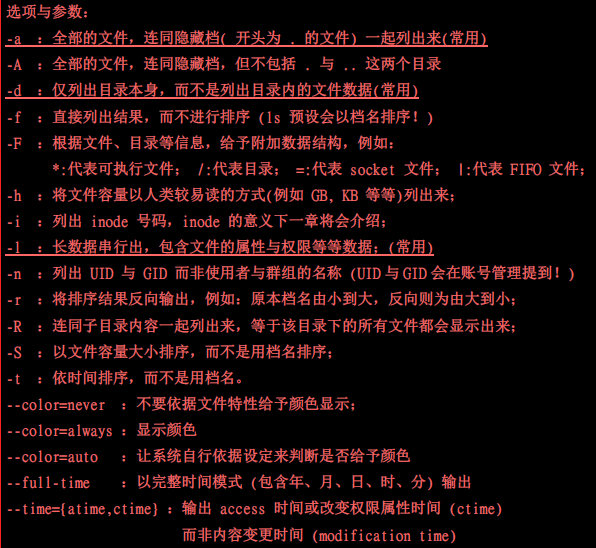 选项与参数:
-a  : 全部的文件, 连同隐藏档( 开头为 . 的文件) 一起列出来(常用)
-A  : 全部的文件, 连同隐藏档, 但不包括 . 与 .. 这两个目录
-d  : 仅列出目录本身, 而不是列出目录内的文件数据(常用)
-f  : 直接列出结果, 而不进行排序 (ls 预设会以档名排序! )
-F  : 根据文件、目录等信息, 给予附加数据结构, 例如:
*:代表可执行文件; /:代表目录; =:代表 socket 文件; |:代表 FIFO 文件;
-h  : 将文件容量以人类较易读的方式(例如 GB, KB 等等)列出来;
-i  : 列出 inode 号码, inode 的意义下一章将会介绍;
-l  : 长数据串行出, 包含文件的属性与权限等等数据; (常用)
-n  : 列出 UID 与 GID 而非使用者与群组的名称 (UID与GID会在账号管理提到! )
-r  : 将排序结果反向输出, 例如: 原本档名由小到大, 反向则为由大到小;
-R  : 连同子目录内容一起列出来, 等于该目录下的所有文件都会显示出来;
-S  : 以文件容量大小排序, 而不是用档名排序;
-t  : 依时间排序, 而不是用档名。
--color=never  : 不要依据文件特性给予颜色显示;
--color=always : 显示颜色
--color=auto   : 让系统自行依据设定来判断是否给予颜色
--full-time    : 以完整时间模式 (包含年、月、日、时、分) 输出
--time={atime,ctime} : 输出 access 时间或改变权限属性时间 (ctime)
而非内容变更时间 (modification time)